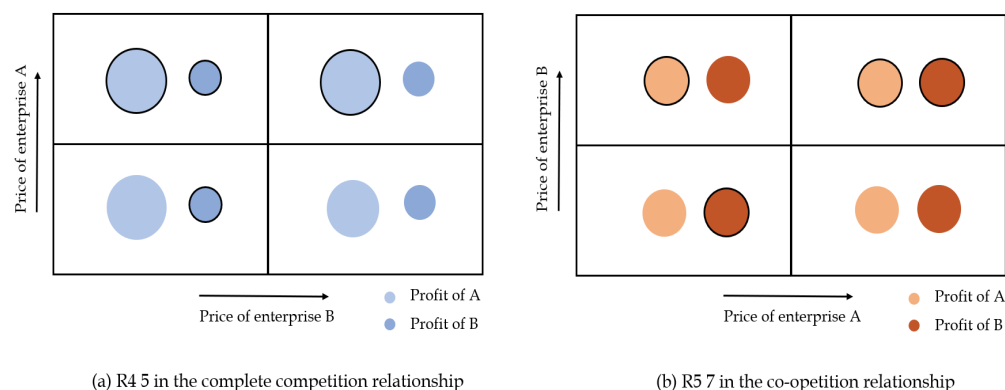 Price of enterprise A
Price of enterprise B
Profit of A
Profit of B
(a) R4 5 in the complete competition relationship
Price of enterprise B
Price of enterprise A
Profit of A
Profit of B
(b) R5 7 in the co-opetition relationship